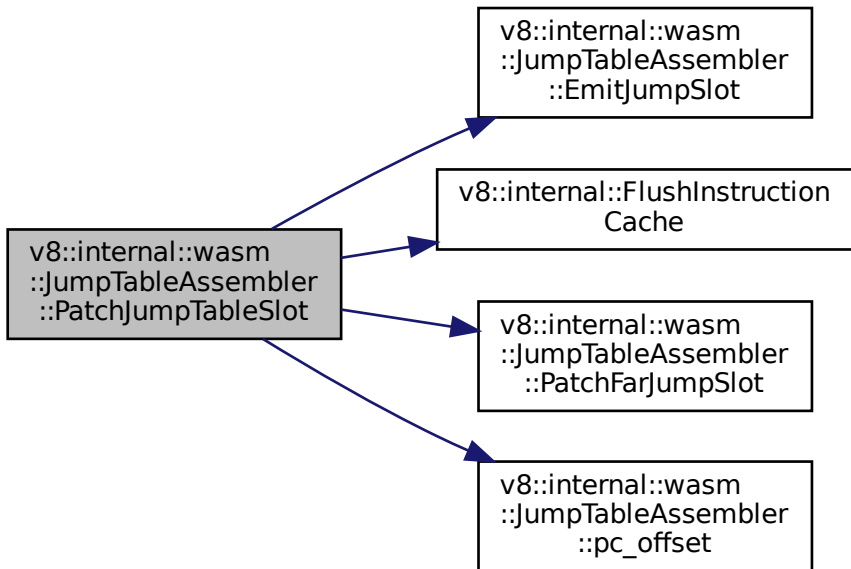 v8::internal::wasm
::JumpTableAssembler
::PatchJumpTableSlot
v8::internal::wasm
::JumpTableAssembler
::EmitJumpSlot
v8::internal::FlushInstruction
Cache
v8::internal::wasm
::JumpTableAssembler
::PatchFarJumpSlot
v8::internal::wasm
::JumpTableAssembler
::pc_offset